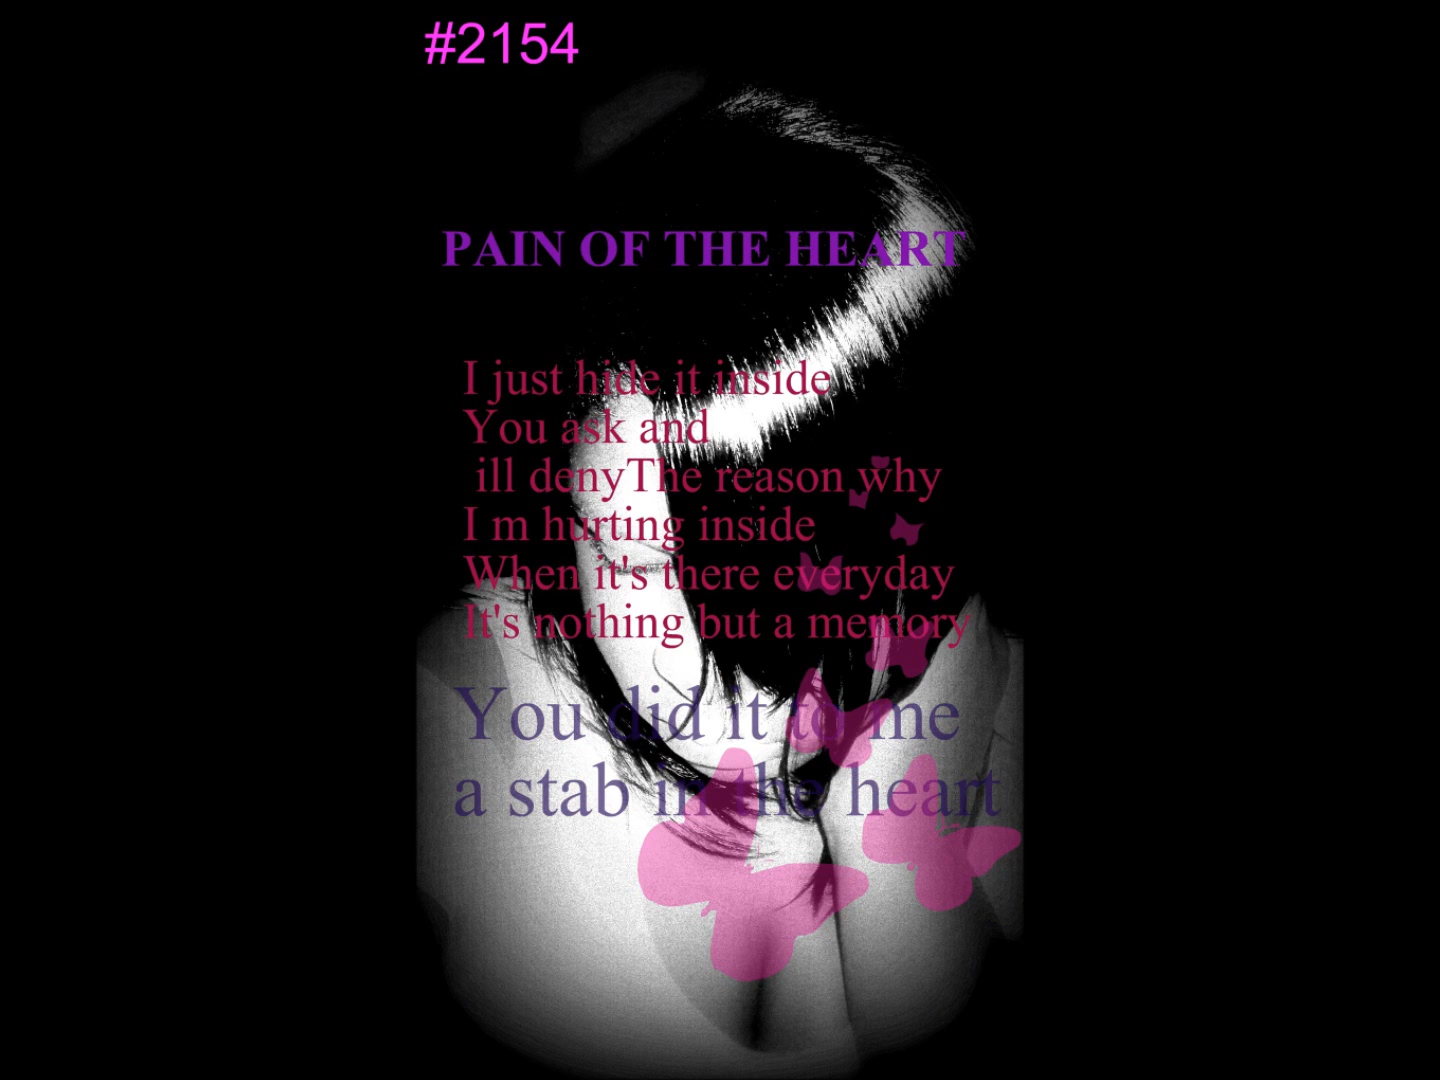 #2154
PAIN OF THE HEART
I just hide it inside
You ask and
ill denyThe reason why
I m hurting inside
When it's there everyday
It's nothing but a memory
You did it to me
a stab in the heart